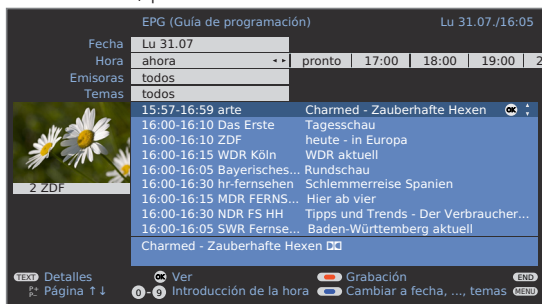 EPG (Guía de programación) Lu 31.07./16:05
Fecha Lu 31.07
Hora ahora pronto 17:00 18:00 19:00 2
Emisoras todos
Temas todos
15:57-16:59 arte Charmed - Zauberhafte Hexen OK
16:00-16:10 Das Erste Tagesschau
16:00-16:10 ZDF heute - in Europa
16:00-16:15 WDR Köln WDR aktuell
16:00-16:05 Bayerisches... Rundschau
16:00-16:30 hr-fernsehen Schlemmerreise Spanien
16:00-16:15 MDR FERNS... Hier ab vier
16:00-16:30 NDR FS HH Tipps und Trends - Der Verbraucher...
16:00-16:05 SWR Fernse... Baden-Württemberg aktuell
2 ZDF
Charmed - Zauberhafte Hexen
TEXT Detalles OK Ver Grabación END
P+ P- Página ↑↓ 0-9 Introducción de la hora Cambiar a fecha, ..., temas MENU